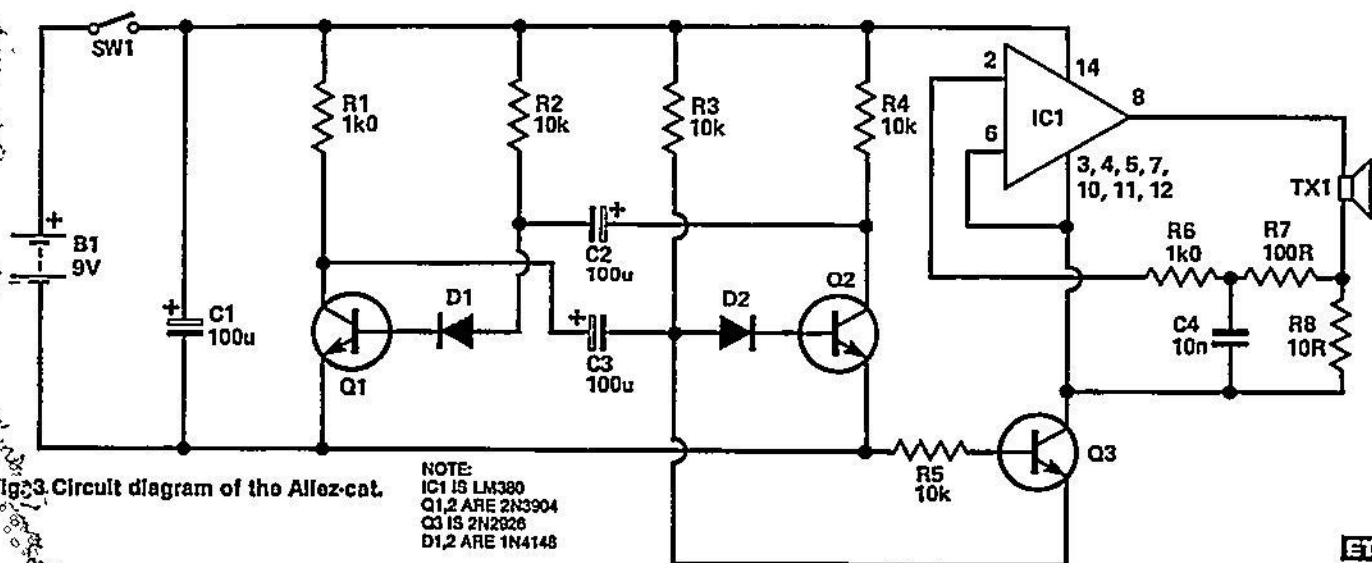 SW1
R1
1k0
R2
10k
R3
10k
R4
10k
2
14
IC1
8
6
3, 4, 5, 7,
10, 11, 12
TX1
+
B1
9V
+
C2
100u
R6
1k0
R7
100R
Q2
D1
+
C3
100u
D2
+
C1
100u
C4
10n
R8
10R
Q1
R5
10k
Q3
3. Circuit diagram of the Allez-cat.
NOTE:
IC1 IS LM380
Q1,2 ARE 2N3904
Q3 IS 2N2926
D1,2 ARE 1N4148